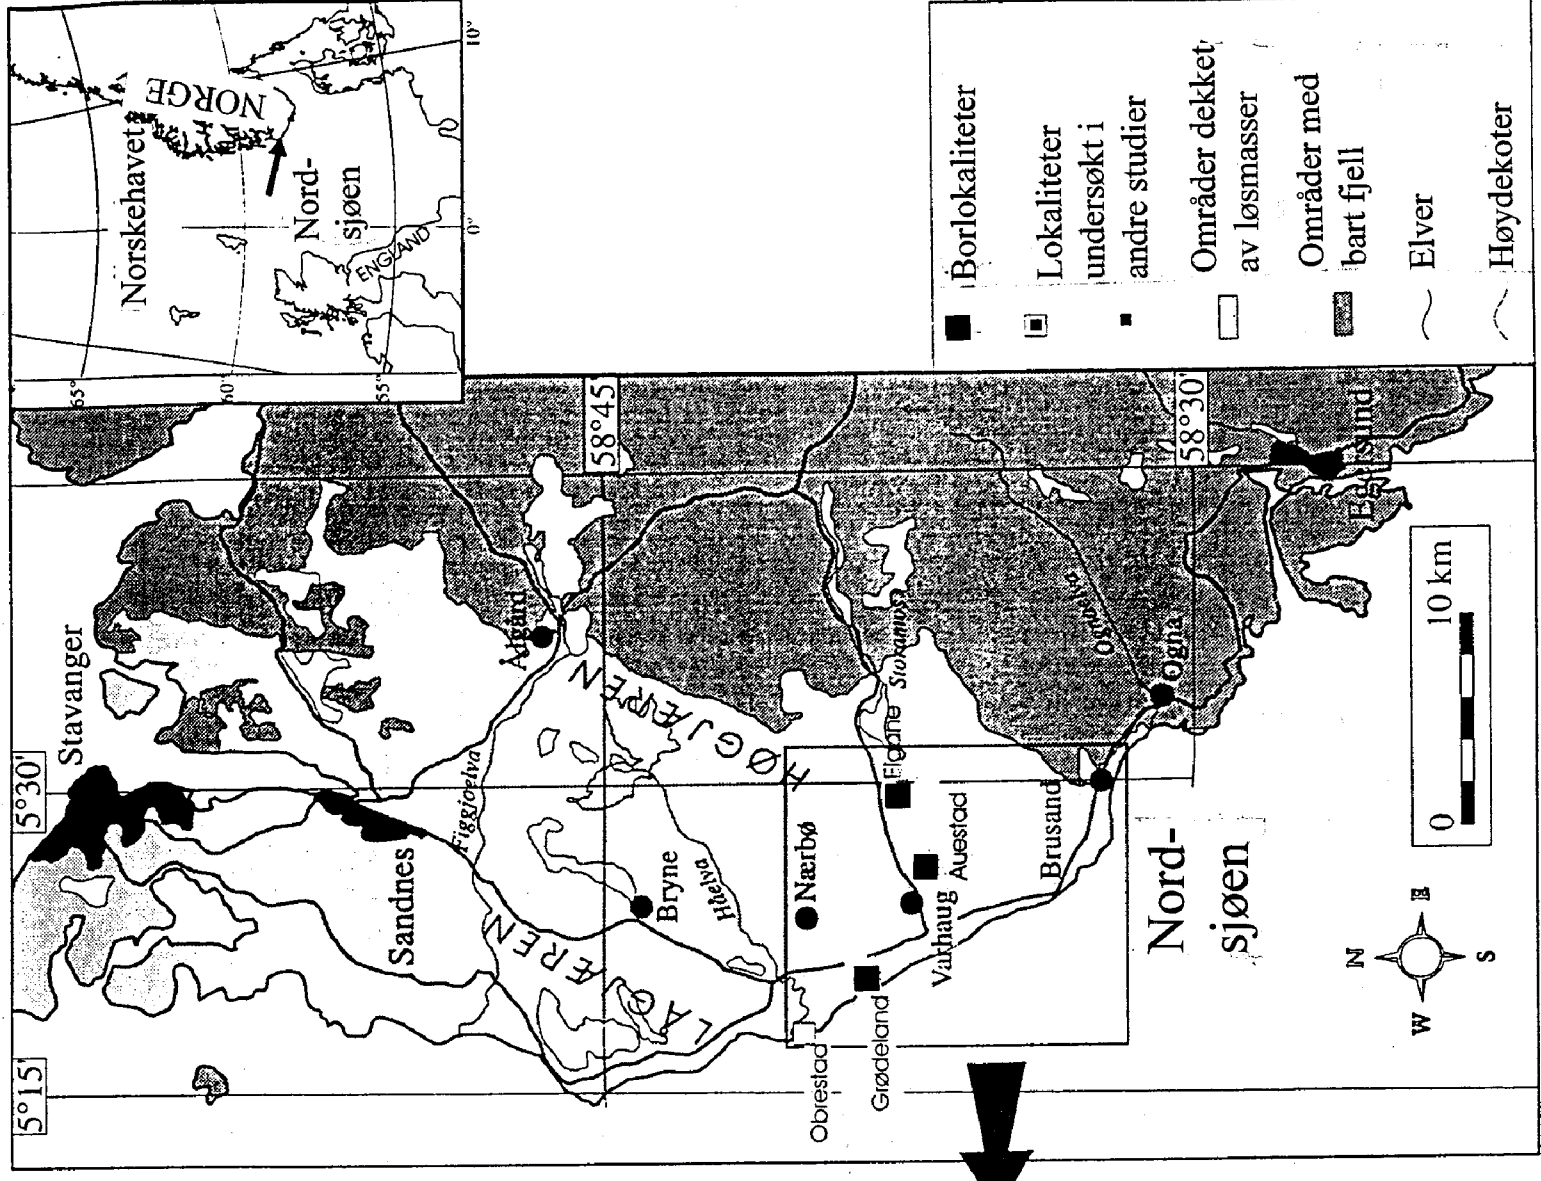 Norskehavet
NORGE
Nord-
sjøen
ENGLAND
65°
60°
55°
0°
10°
5°15'
5°30'
58°45'
58°30'
Stavanger
Sandnes
Figgjoelva
Ålgård
HØGJÆREN
LÅGJÆREN
Bryne
Håelva
Nærbø
Obrestad
Grødeland
Varhaug
Auestad
Elgane
Brusand
Ogna
Ognaelva
Egersund
Nord-
sjøen
N
E
S
W
0
10 km
Borlokaliteter
Lokaliteter
undersøkt i
andre studier
Områder dekket
av løsmasser
Områder med
bart fjell
Elver
Høydekoter